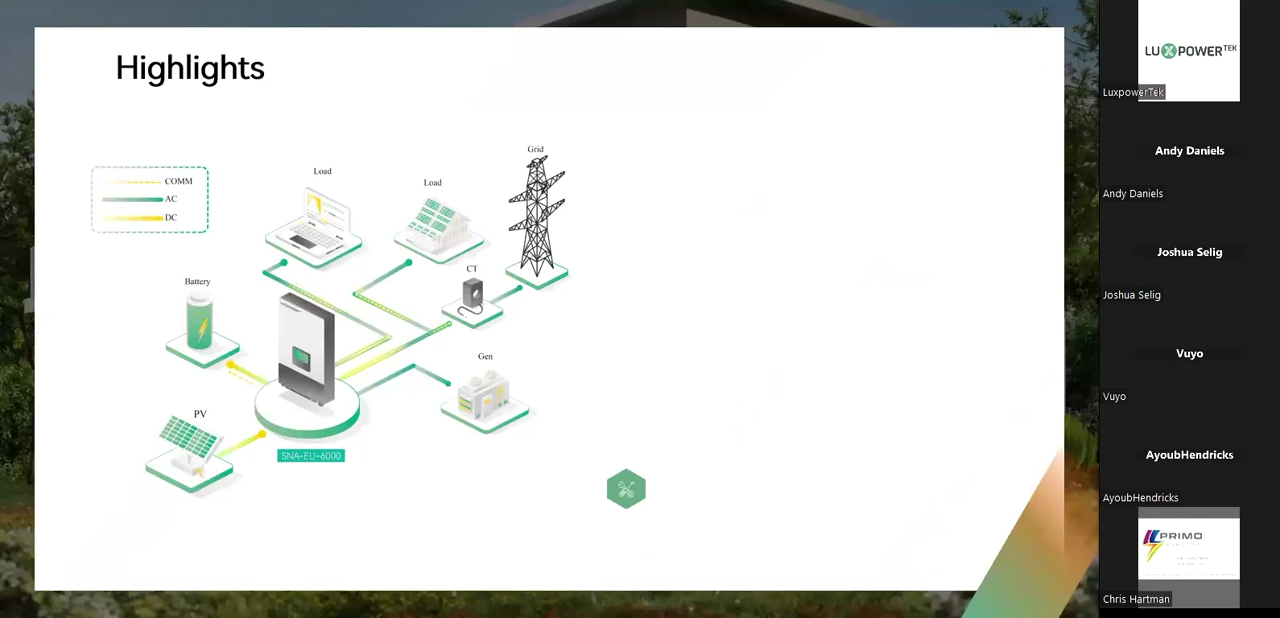 Highlights
COMM
AC
DC
Load
Load
Grid
CT
Battery
Gen
PV
SNA-EU-6000
LUXPOWERTEK
LuxpowerTek
Andy Daniels
Andy Daniels
Joshua Selig
Joshua Selig
Vuyo
Vuyo
AyoubHendricks
AyoubHendricks
PRIMO
Chris Hartman